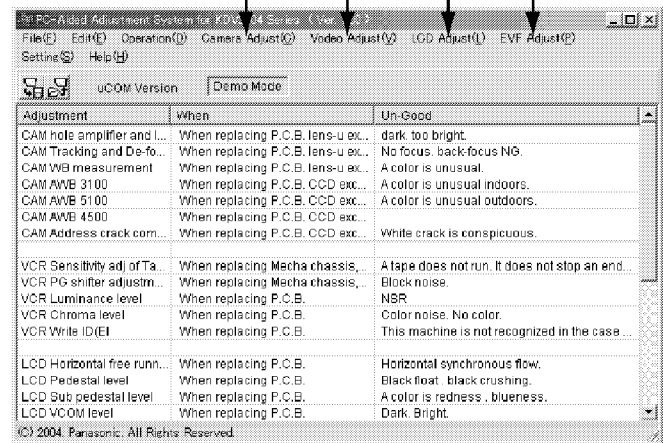 PC-Aided Adjustment System for KDV 04 Series ( Ver.
File(F) Edit(E) Operation(D) Camera Adjust(C) Vodeo Adjust(V) LCD Adjust(L) EVF Adjust(P)
Setting(S) Help(H)
uCOM Version Demo Mode
Adjustment When Un-Good
CAM hole amplifier and l... When replacing P.C.B. lens-u ex... dark. too bright.
CAM Tracking and De-fo... When replacing P.C.B. lens-u ex... No focus. back-focus NG.
CAM WB measurement When replacing P.C.B. lens-u ex... A color is unusual.
CAM AWB 3100 When replacing P.C.B. CCD exc... A color is unusual indoors.
CAM AWB 5100 When replacing P.C.B. CCD exc... A color is unusual outdoors.
CAM AWB 4500 When replacing P.C.B. CCD exc...
CAM Address crack com... When replacing P.C.B. CCD exc... White crack is conspicuous.
VCR Sensitivity adj of Ta... When replacing Mecha chassis,... A tape does not run. It does not stop an end...
VCR PG shifter adjustm... When replacing Mecha chassis,... Block noise.
VCR Luminance level When replacing P.C.B. NBR
VCR Chroma level When replacing P.C.B. Color noise. No color.
VCR Write ID(EI When replacing P.C.B. This machine is not recognized in the case ...
LCD Horizontal free runn... When replacing P.C.B. Horizontal synchronous flow.
LCD Pedestal level When replacing P.C.B. Black float . black crushing.
LCD Sub pedestal level When replacing P.C.B. A color is redness . blueness.
LCD VCOM level When replacing P.C.B. Dark. Bright.
(C) 2004. Panasonic. All Rights Reserved.